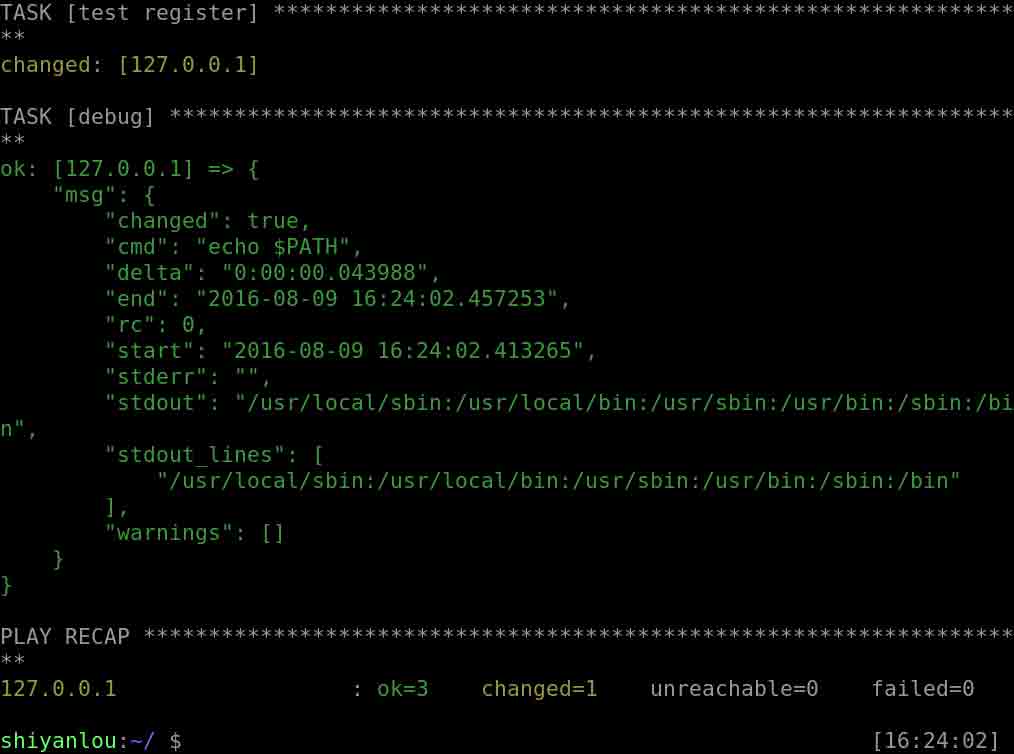 TASK [test register] *********************************************************
**
changed: [127.0.0.1]
TASK [debug] *****************************************************************
**
ok: [127.0.0.1] => {
    "msg": {
        "changed": true,
        "cmd": "echo $PATH",
        "delta": "0:00:00.043988",
        "end": "2016-08-09 16:24:02.457253",
        "rc": 0,
        "start": "2016-08-09 16:24:02.413265",
        "stderr": "",
        "stdout": "/usr/local/sbin:/usr/local/bin:/usr/sbin:/usr/bin:/sbin:/bi
n",
        "stdout_lines": [
            "/usr/local/sbin:/usr/local/bin:/usr/sbin:/usr/bin:/sbin:/bin"
        ],
        "warnings": []
    }
}
PLAY RECAP *******************************************************************
**
127.0.0.1                  : ok=3    changed=1    unreachable=0    failed=0
shiyanlou:~/ $                                                     [16:24:02]